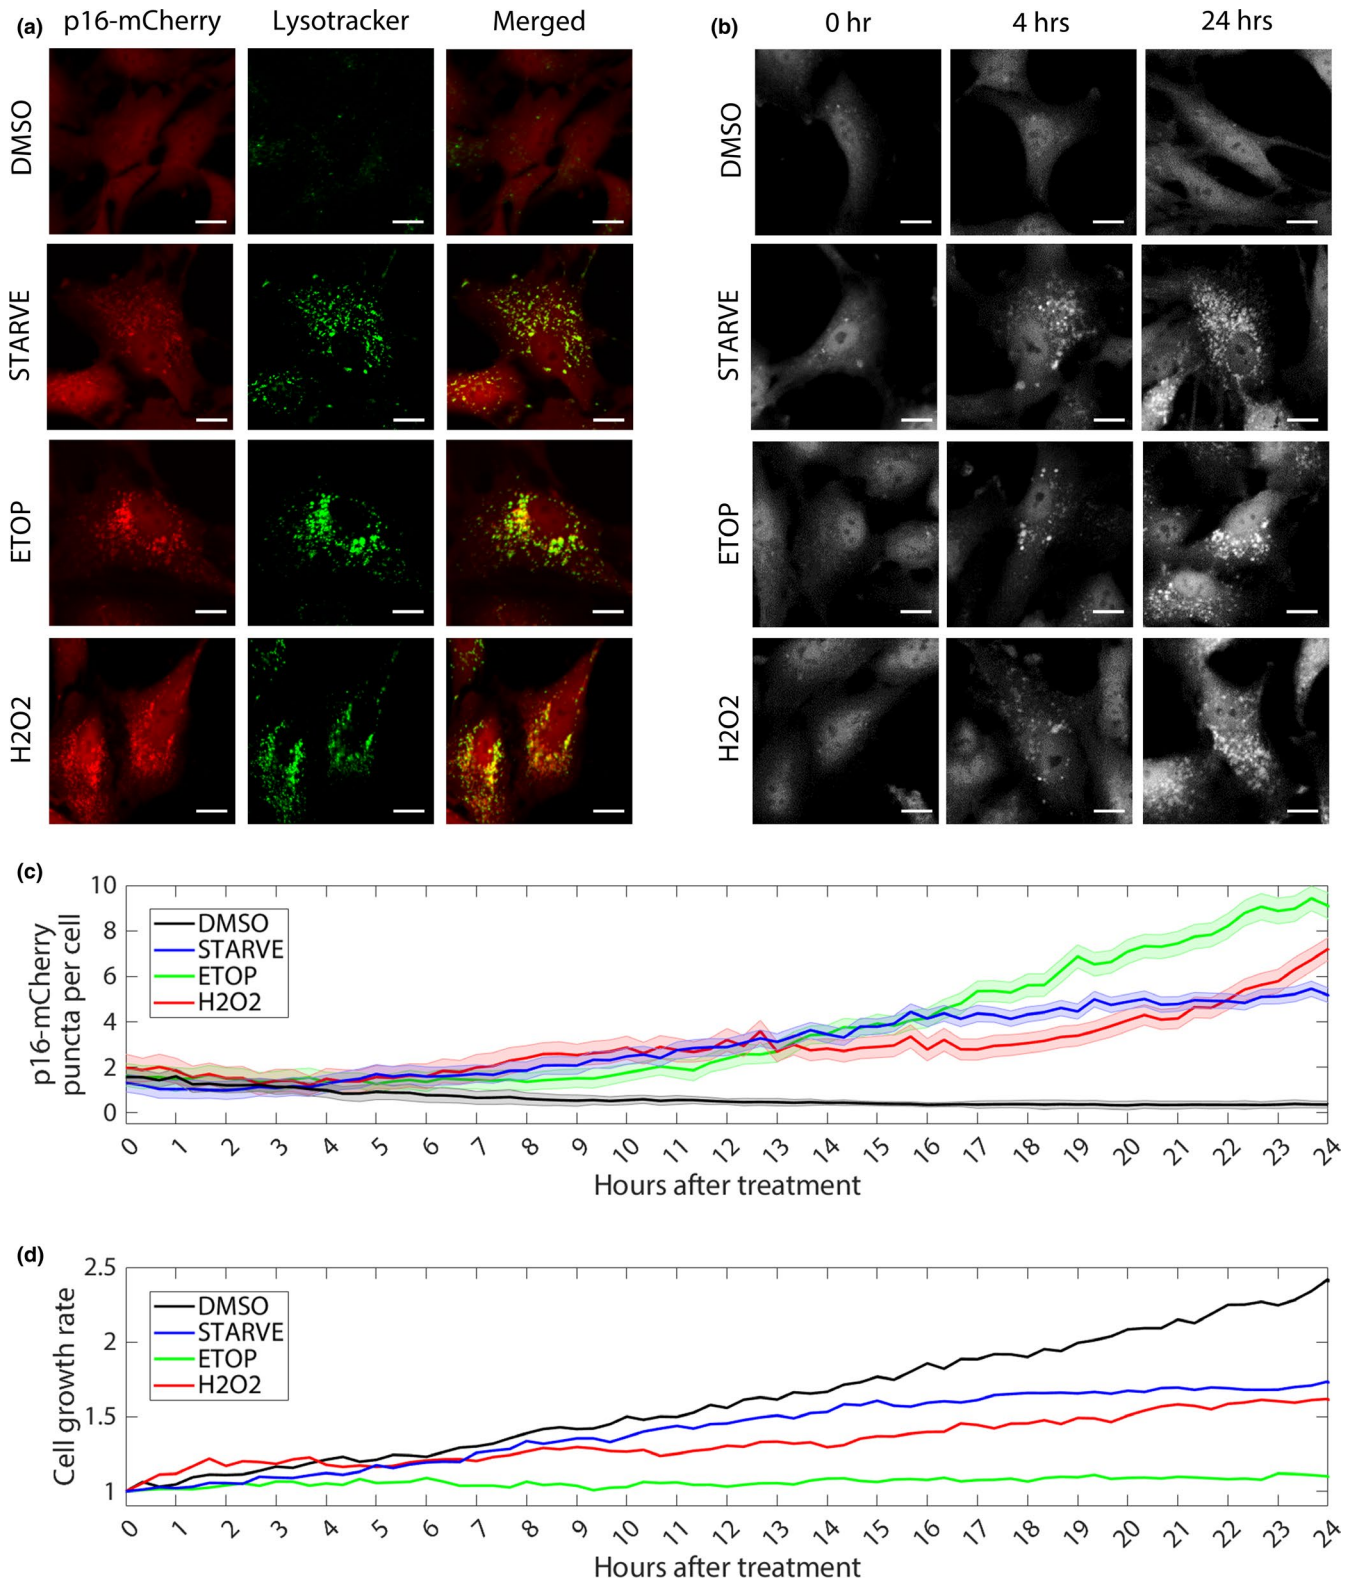 (a) p16-mCherry Lysotracker Merged
DMSO
STARVE
ETOP
H2O2
(b) 0 hr 4 hrs 24 hrs
DMSO
STARVE
ETOP
H2O2
(c)
p16-mCherry
puncta per cell
10
8
6
4
2
0
DMSO
STARVE
ETOP
H2O2
0 1 2 3 4 5 6 7 8 9 10 11 12 13 14 15 16 17 18 19 20 21 22 23 24
Hours after treatment
(d)
Cell growth rate
2.5
2
1.5
1
DMSO
STARVE
ETOP
H2O2
0 1 2 3 4 5 6 7 8 9 10 11 12 13 14 15 16 17 18 19 20 21 22 23 24
Hours after treatment